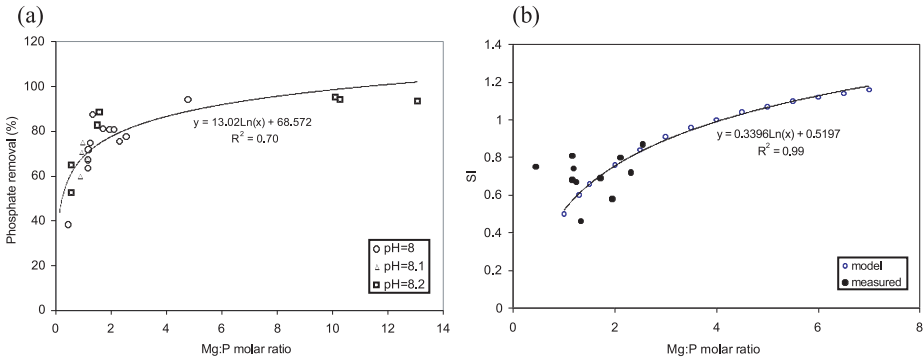 (a)
120
100
80
60
40
20
0
Phosphate removal (%)
y = 13.02Ln(x) + 68.572
R² = 0.70
pH=8
pH=8.1
pH=8.2
0 2 4 6 8 10 12 14
Mg:P molar ratio
(b)
1.4
1.2
1
0.8
0.6
0.4
0.2
0
SI
y = 0.3396Ln(x) + 0.5197
R² = 0.99
model
measured
0 2 4 6 8
Mg:P molar ratio